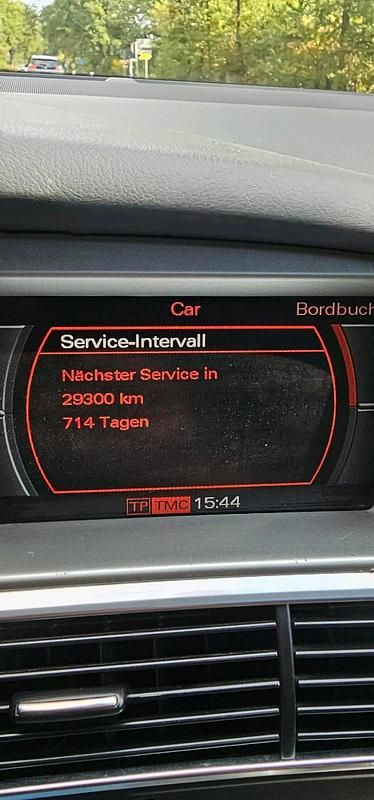 Car
Bordbuch
Service-Intervall
Nächster Service in
29300 km
714 Tagen
TP TMC 15:44